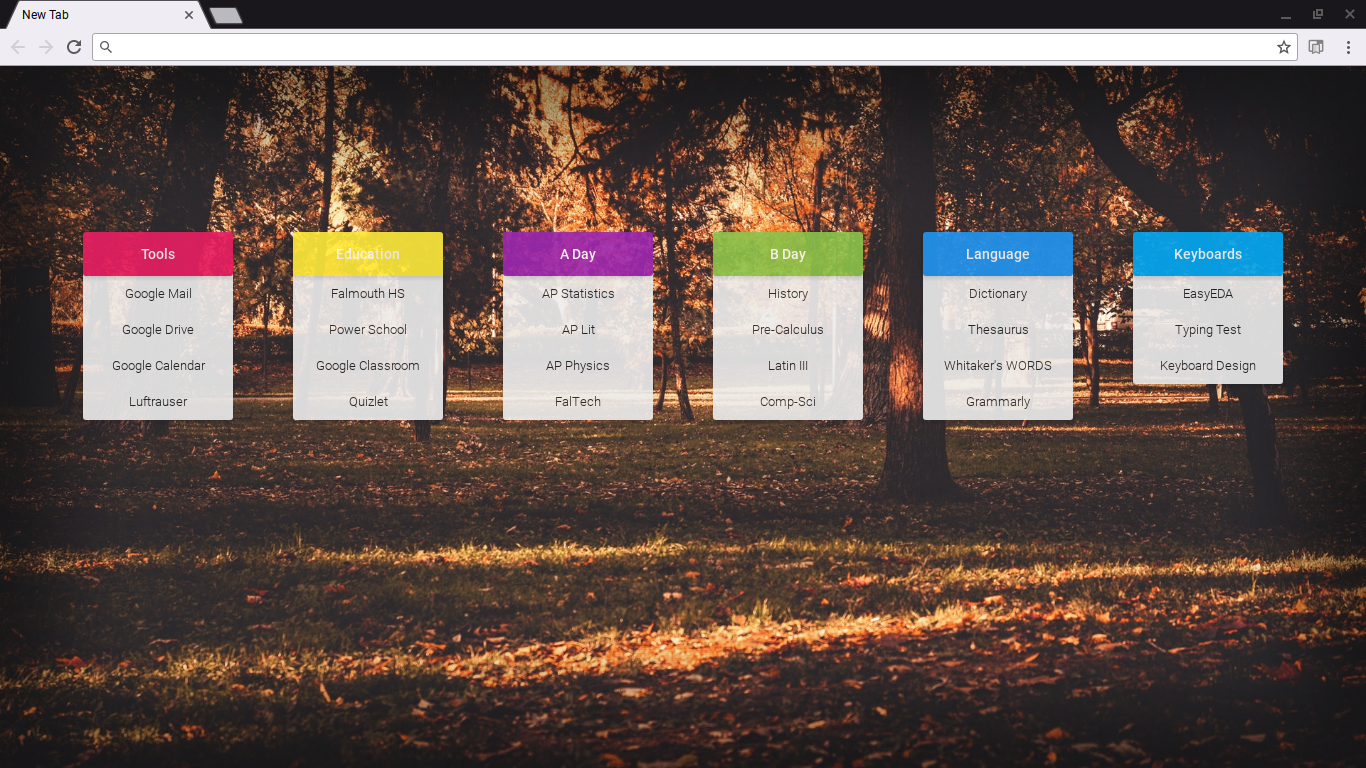 New Tab
Tools
Google Mail
Google Drive
Google Calendar
Luftrauser
Education
Falmouth HS
Power School
Google Classroom
Quizlet
A Day
AP Statistics
AP Lit
AP Physics
FalTech
B Day
History
Pre-Calculus
Latin III
Comp-Sci
Language
Dictionary
Thesaurus
Whitaker's WORDS
Grammarly
Keyboards
EasyEDA
Typing Test
Keyboard Design